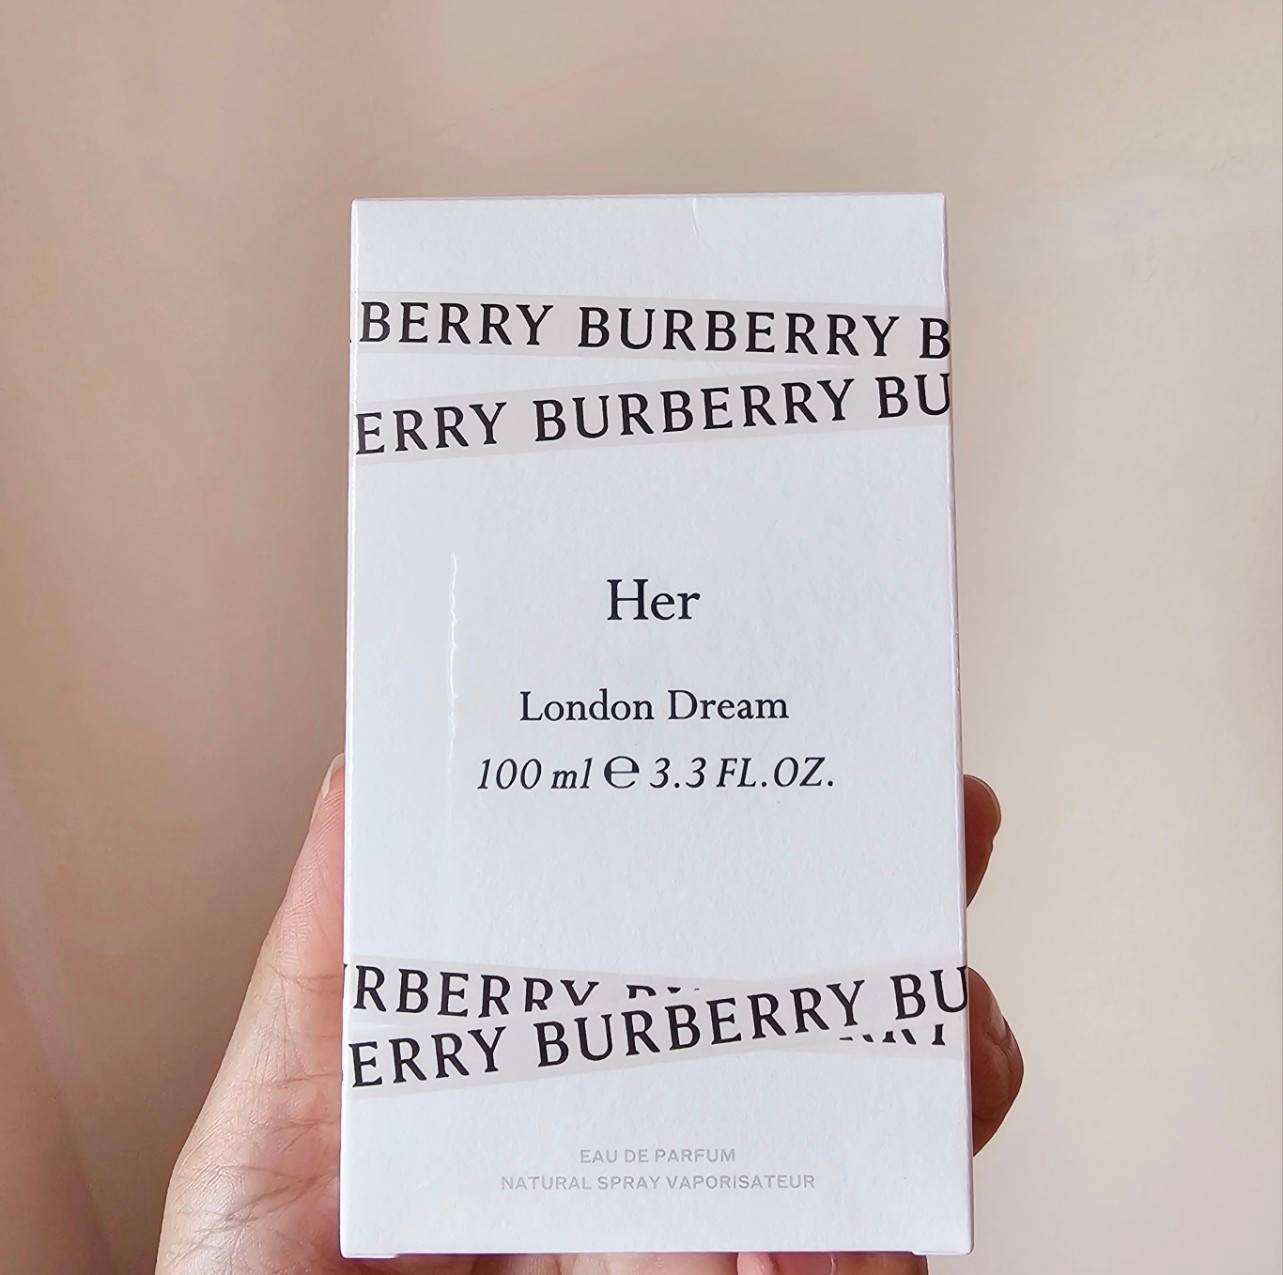 BERRY BURBERRY B
ERRY BURBERRY BU
Her
London Dream
100 ml ℮ 3.3 FL.OZ.
RBERRY
ERRY BURBERRY BU
EAU DE PARFUM
NATURAL SPRAY VAPORISATEUR